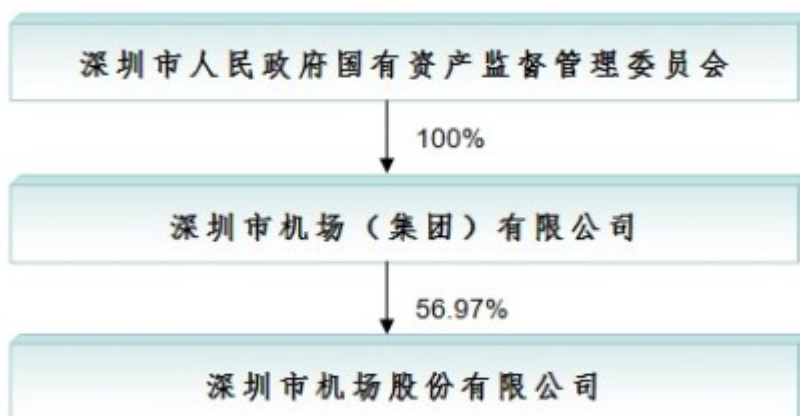 深圳市人民政府国有资产监督管理委员会
100%
深圳市机场（集团）有限公司
56.97%
深圳市机场股份有限公司